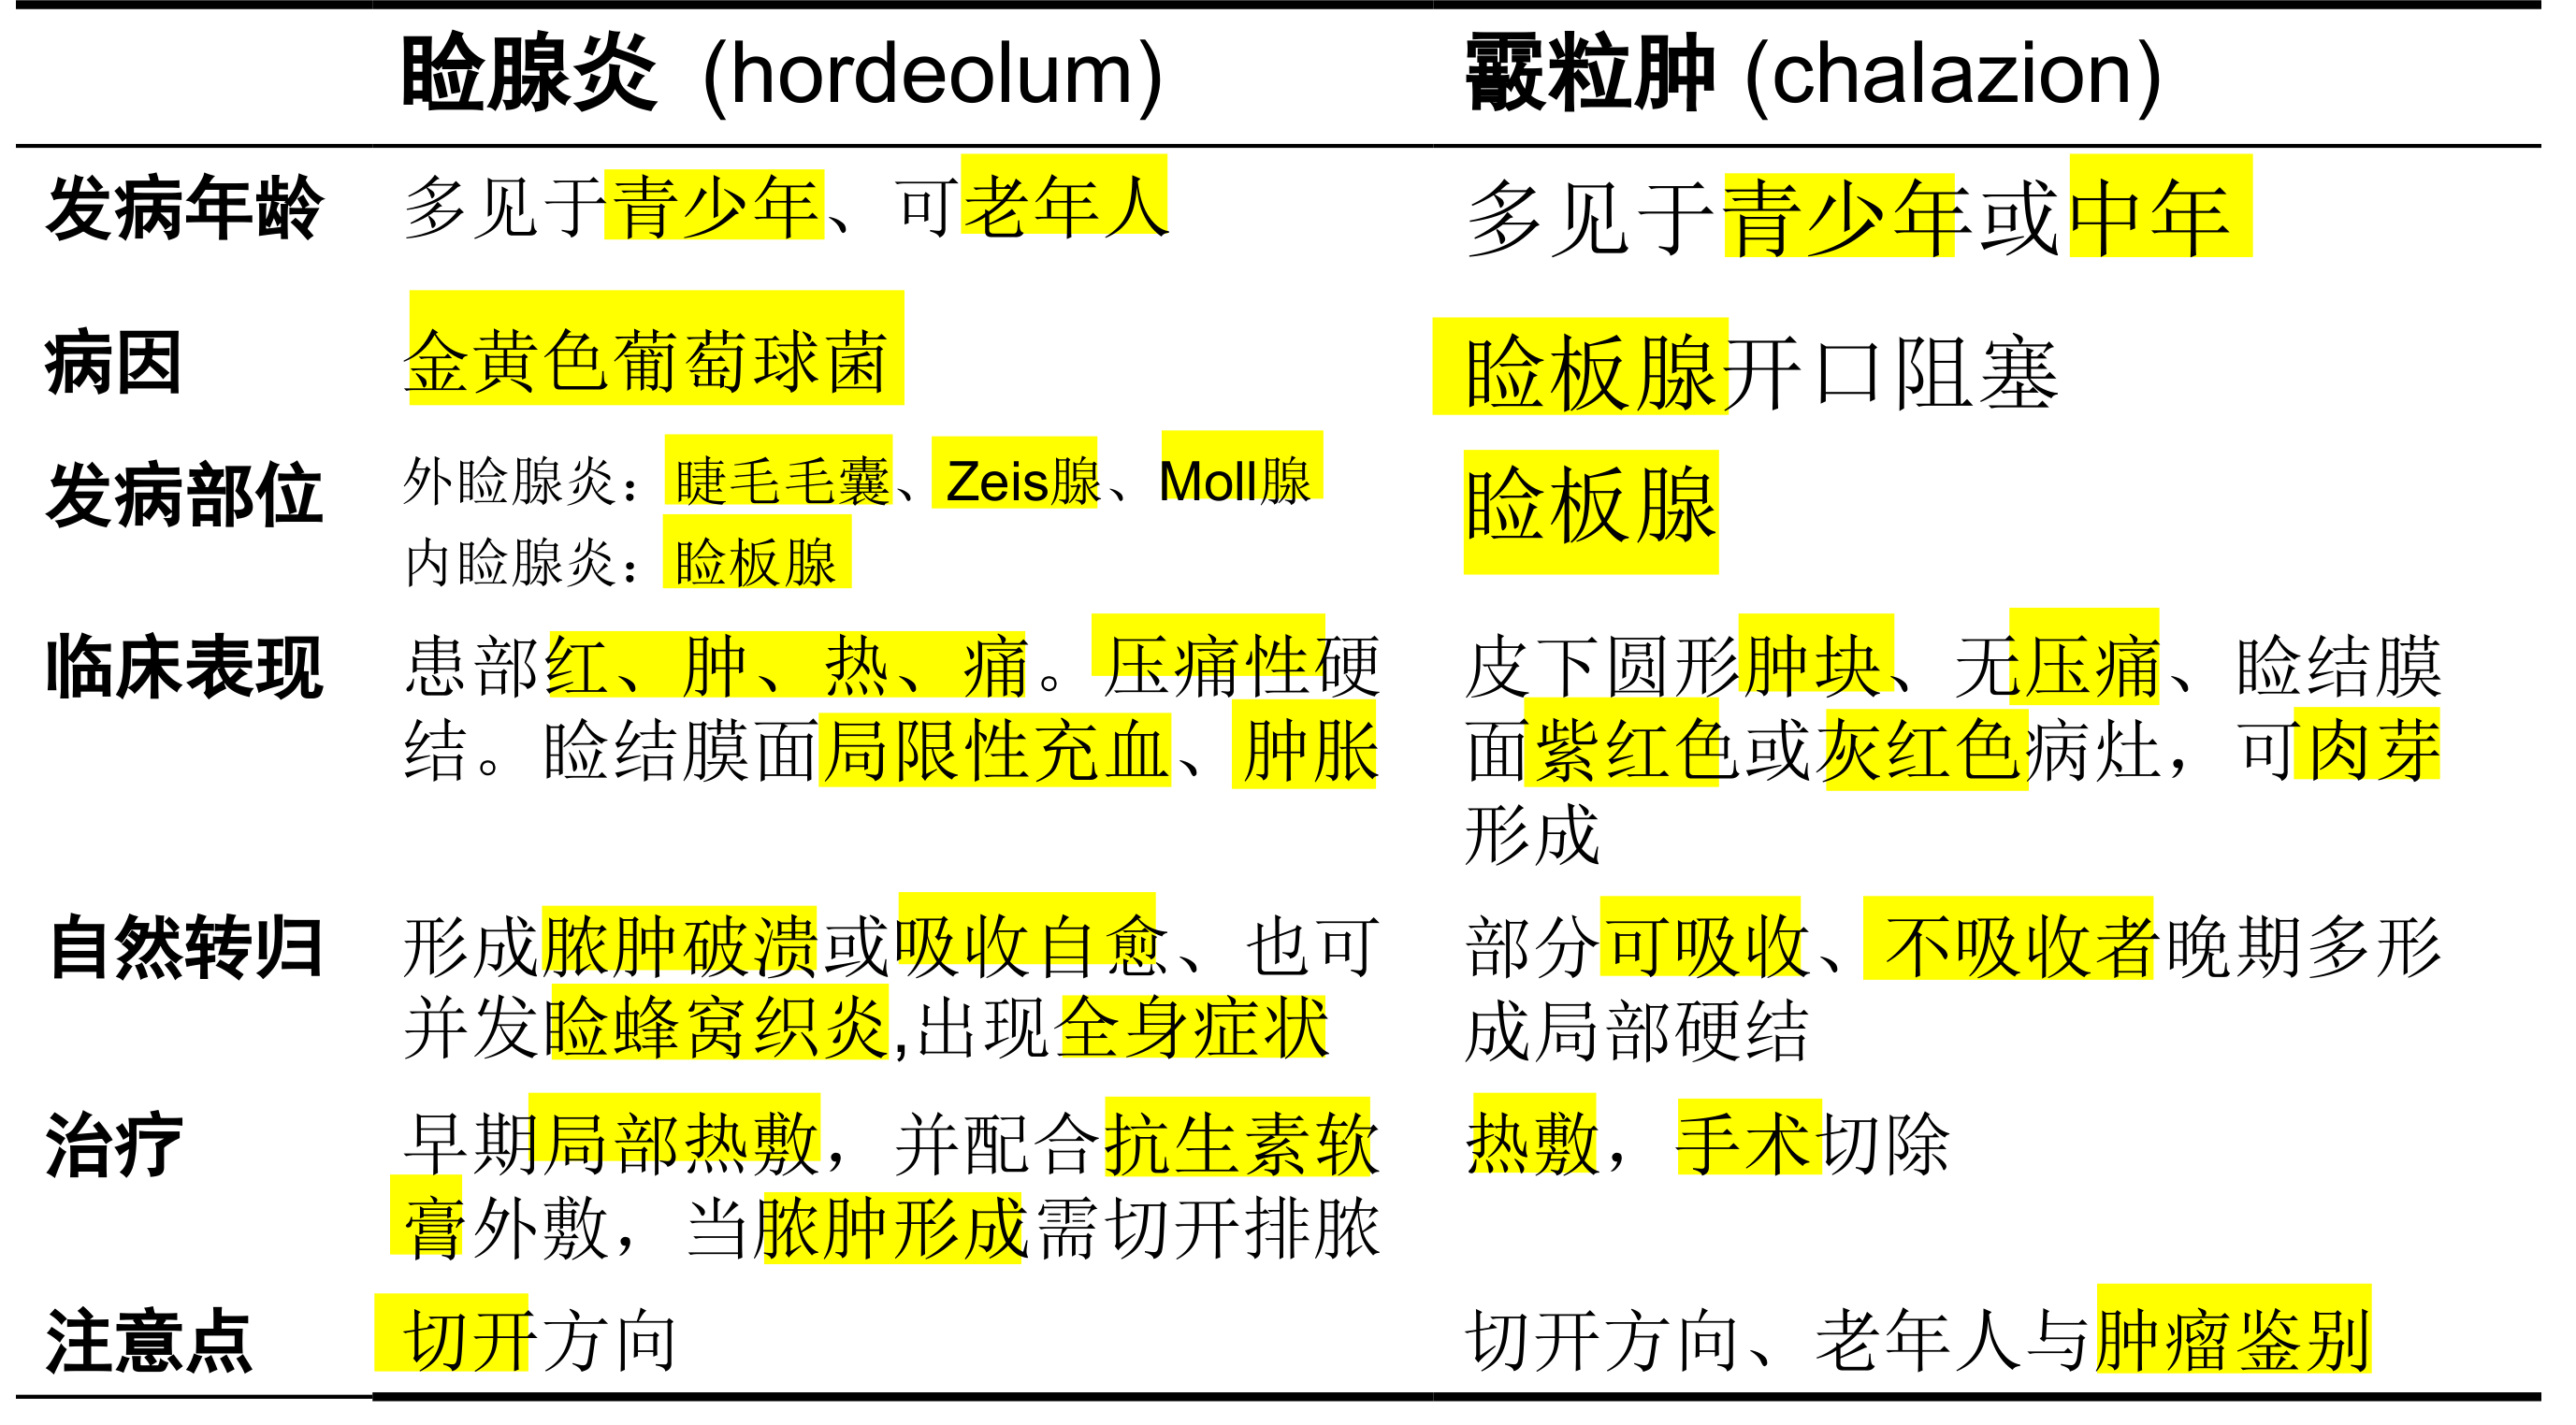 睑腺炎 (hordeolum) 霰粒肿 (chalazion)
发病年龄 多见于青少年、可老年人 多见于青少年或中年
病因 金黄色葡萄球菌 睑板腺开口阻塞
发病部位 外睑腺炎：睫毛毛囊、Zeis腺、Moll腺 睑板腺
内睑腺炎：睑板腺
临床表现 患部红、肿、热、痛。压痛性硬 皮下圆形肿块、无压痛、睑结膜
结。睑结膜面局限性充血、肿胀 面紫红色或灰红色病灶，可肉芽
形成
自然转归 形成脓肿破溃或吸收自愈、也可 部分可吸收、不吸收者晚期多形
并发睑蜂窝织炎,出现全身症状 成局部硬结
治疗 早期局部热敷，并配合抗生素软 热敷，手术切除
膏外敷，当脓肿形成需切开排脓
注意点 切开方向 切开方向、老年人与肿瘤鉴别